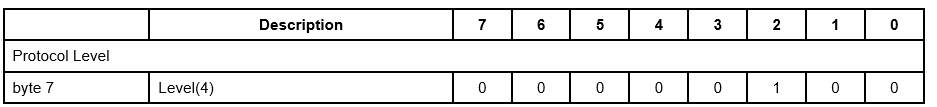 Description 7 6 5 4 3 2 1 0
Protocol Level
byte 7 Level(4) 0 0 0 0 0 1 0 0